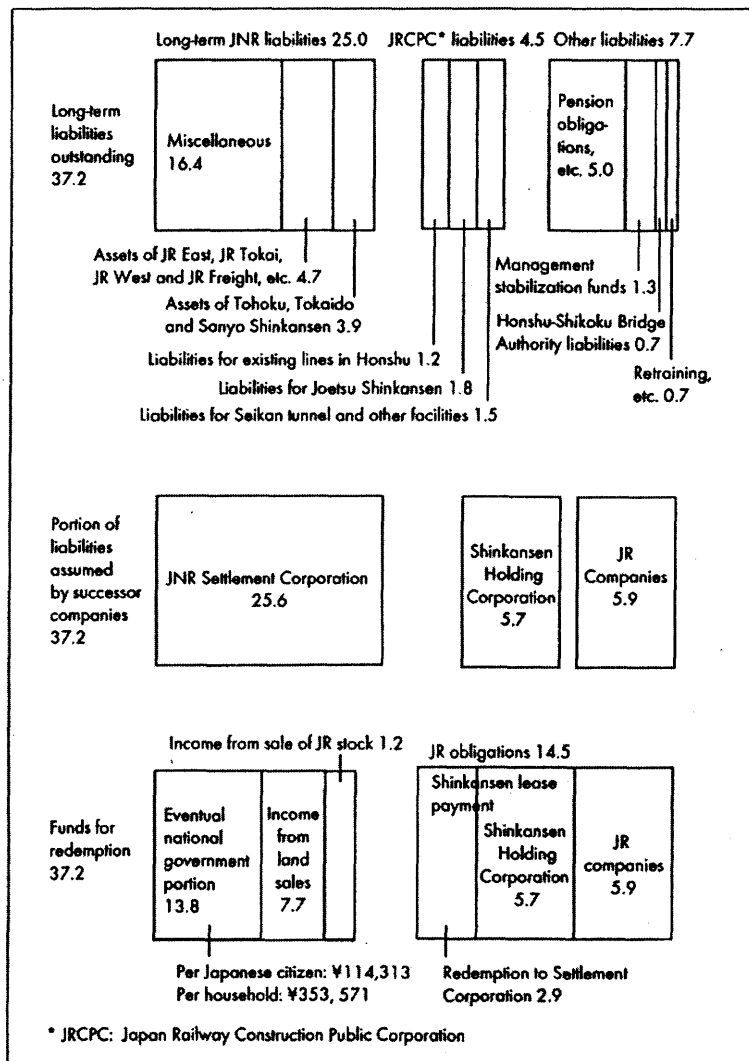 Long-term JNR liabilities 25.0
JRCPC* liabilities 4.5
Other liabilities 7.7
Long-term
liabilities
outstanding
37.2
Miscellaneous
16.4
Pension
obliga-
tions,
etc. 5.0
Assets of JR East, JR Tokai,
JR West and JR Freight, etc. 4.7
Assets of Tohoku, Tokaido
and Sanyo Shinkansen 3.9
Liabilities for existing lines in Honshu 1.2
Liabilities for Joetsu Shinkansen 1.8
Liabilities for Seikan tunnel and other facilities 1.5
Management
stabilization funds 1.3
Honshu-Shikoku Bridge
Authority liabilities 0.7
Retraining,
etc. 0.7
Portion of
liabilities
assumed
by successor
companies
37.2
JNR Settlement Corporation
25.6
Shinkansen
Holding
Corporation
5.7
JR
Companies
5.9
Income from sale of JR stock 1.2
JR obligations 14.5
Funds for
redemption
37.2
Eventual
national
government
portion
13.8
Income
from
land
sales
7.7
Shinkansen lease
payment
Shinkansen
Holding
Corporation
5.7
JR
companies
5.9
Per Japanese citizen: ¥114,313
Per household: ¥353, 571
Redemption to Settlement
Corporation 2.9
* JRCPC: Japan Railway Construction Public Corporation